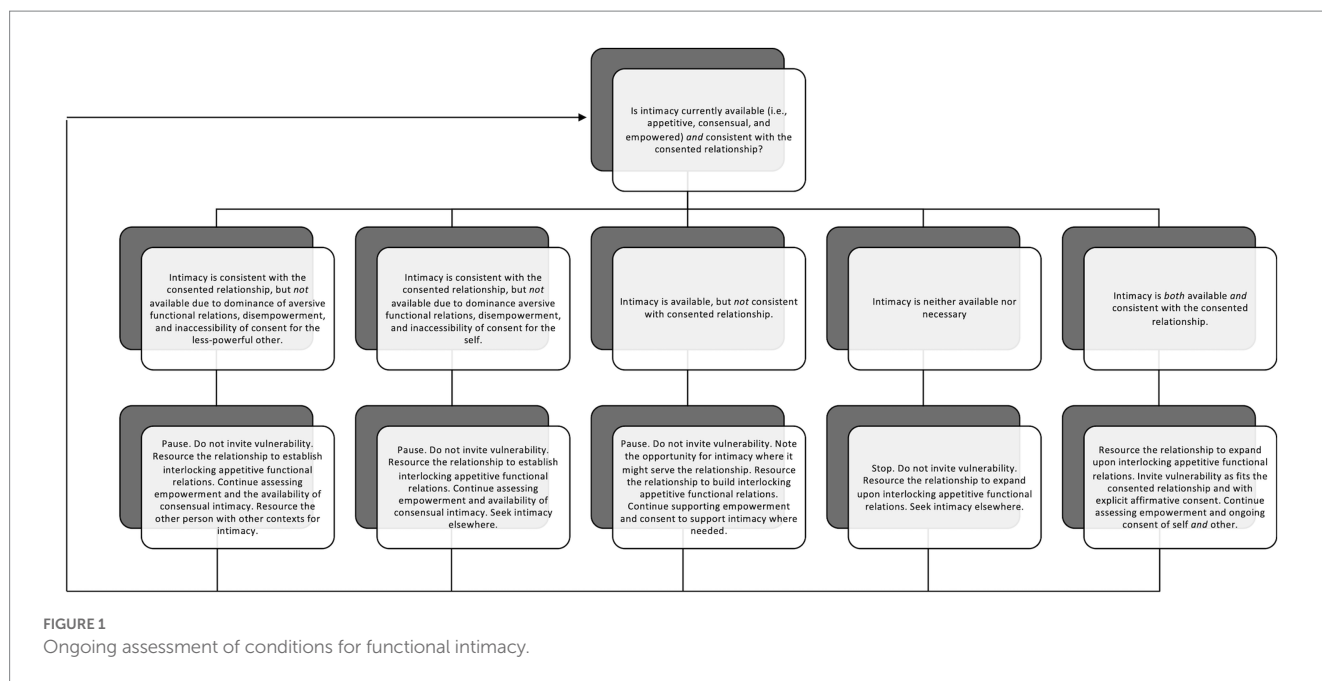 Is intimacy currently available (i.e.,
appetitive, consensual, and
empowered) and consistent with the
consented relationship?
Intimacy is consistent with the
consented relationship, but not
available due to dominance of aversive
functional relations, disempowerment,
and inaccessibility of consent for the
less-powerful other.
Intimacy is consistent with the
consented relationship, but not
available due to dominance aversive
functional relations, disempowerment,
and inaccessibility of consent for the
self.
Intimacy is available, but not consistent
with consented relationship.
Intimacy is neither available nor
necessary
Intimacy is both available and
consistent with the consented
relationship.
Pause. Do not invite vulnerability.
Resource the relationship to establish
interlocking appetitive functional
relations. Continue assessing
empowerment and the availability of
consensual intimacy. Resource the
other person with other contexts for
intimacy.
Pause. Do not invite vulnerability.
Resource the relationship to establish
interlocking appetitive functional
relations. Continue assessing
empowerment and availability of
consensual intimacy. Seek intimacy
elsewhere.
Pause. Do not invite vulnerability. Note
the opportunity for intimacy where it
might serve the relationship. Resource
the relationship to build interlocking
appetitive functional relations.
Continue supporting empowerment
and consent to support intimacy where
needed.
Stop. Do not invite vulnerability.
Resource the relationship to expand
upon interlocking appetitive functional
relations. Seek intimacy elsewhere.
Resource the relationship to expand
upon interlocking appetitive functional
relations. Invite vulnerability as fits the
consented relationship and with
explicit affirmative consent. Continue
assessing empowerment and ongoing
consent of self and other.
FIGURE 1
Ongoing assessment of conditions for functional intimacy.